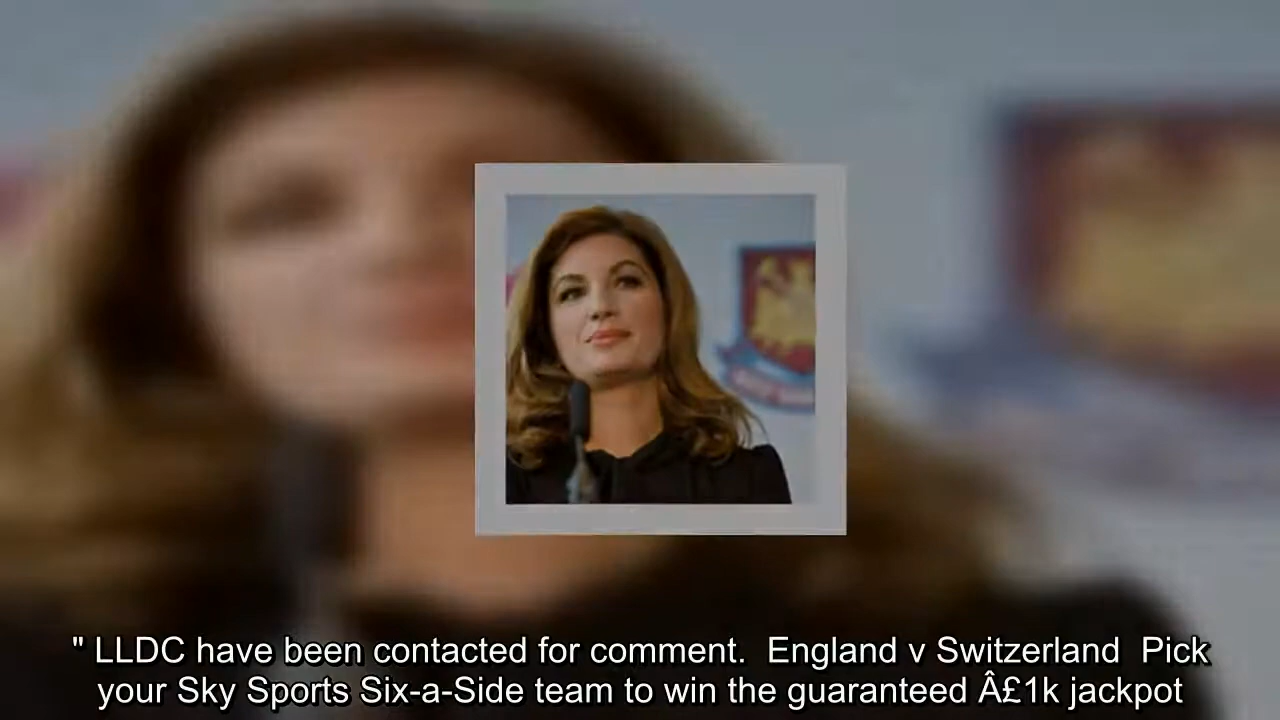 " LLDC have been contacted for comment.  England v Switzerland  Pick
your Sky Sports Six-a-Side team to win the guaranteed Â£1k jackpot